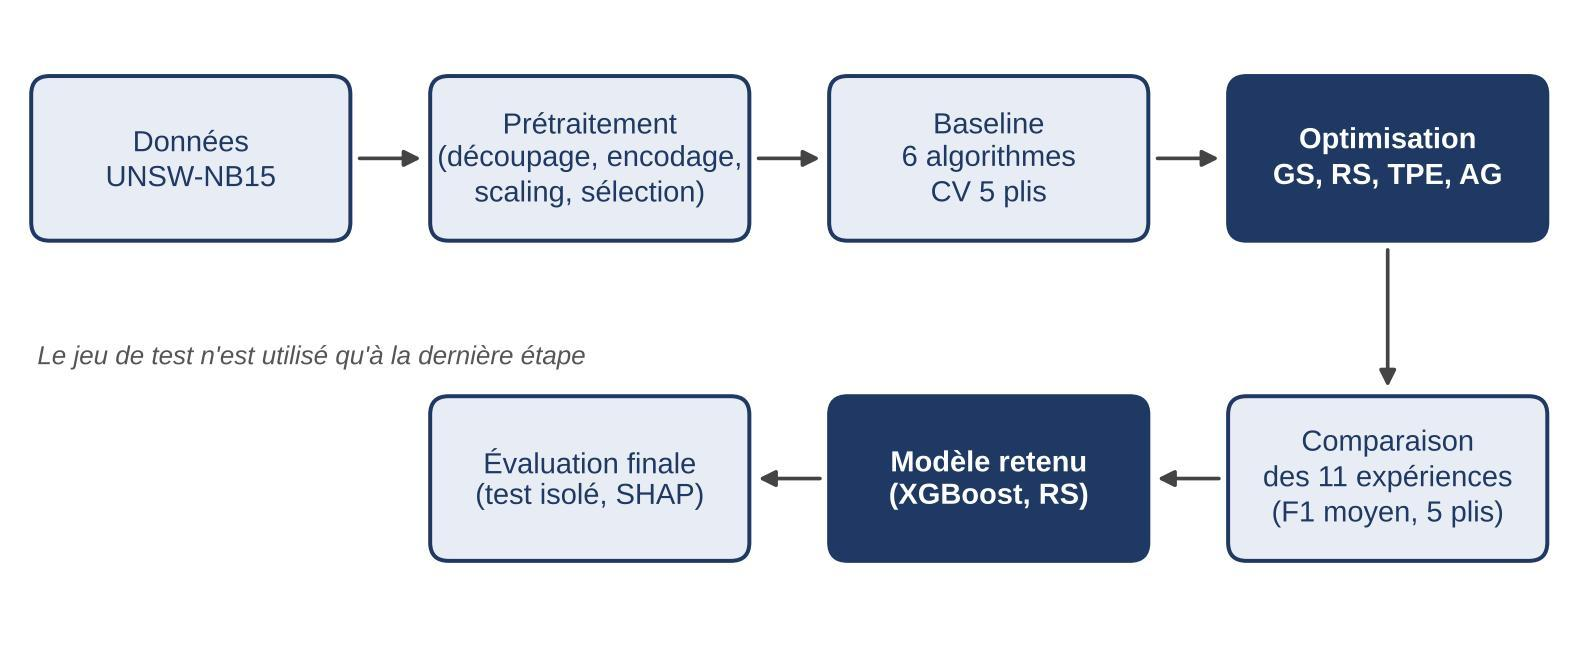 Données
UNSW-NB15
Prétraitement
(découpage, encodage,
scaling, sélection)
Baseline
6 algorithmes
CV 5 plis
Optimisation
GS, RS, TPE, AG
Le jeu de test n'est utilisé qu'à la dernière étape
Comparaison
des 11 expériences
(F1 moyen, 5 plis)
Modèle retenu
(XGBoost, RS)
Évaluation finale
(test isolé, SHAP)